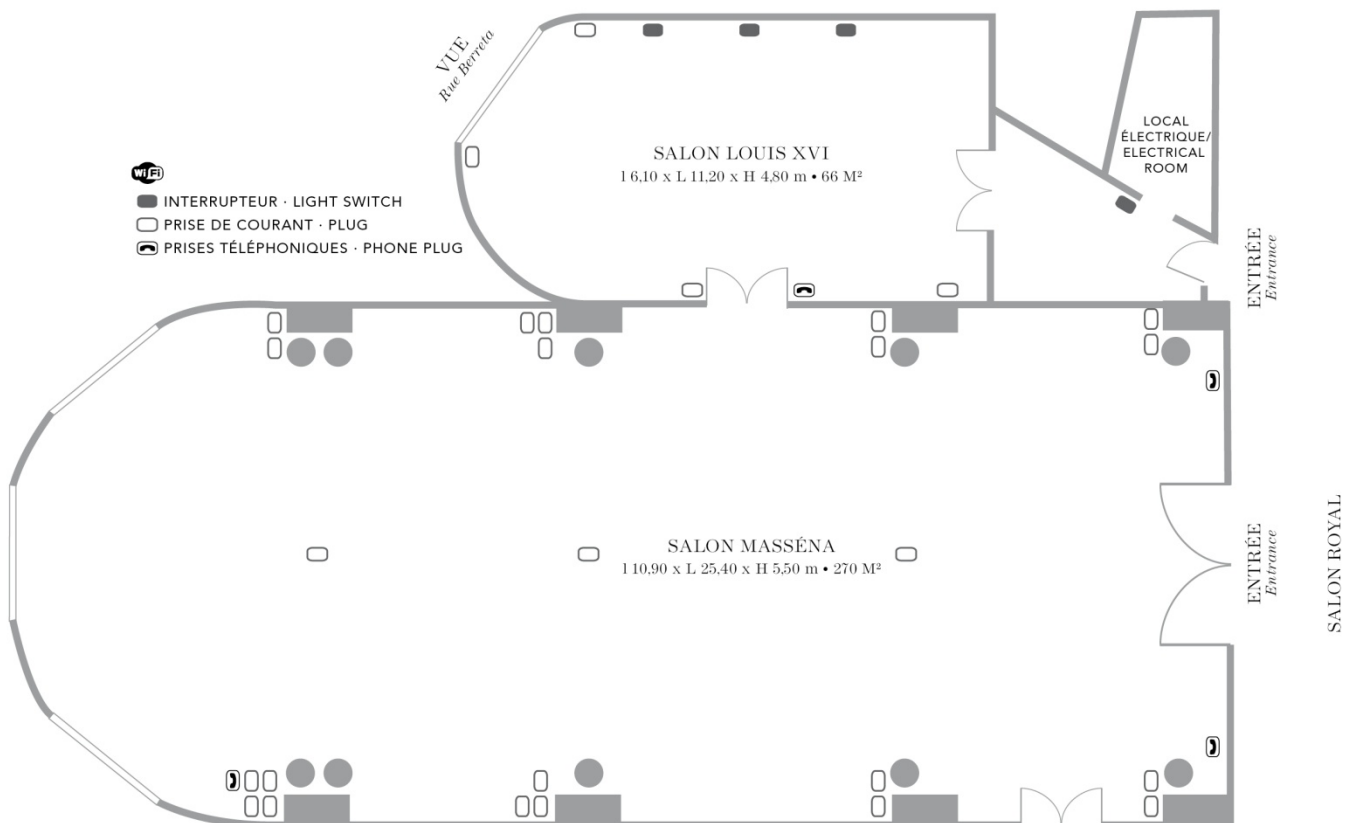 VUE
Rue Berreta
LOCAL
ÉLECTRIQUE/
ELECTRICAL
ROOM
SALON LOUIS XVI
l 6,10 x L 11,20 x H 4,80 m • 66 M²
WiFi
INTERRUPTEUR · LIGHT SWITCH
PRISE DE COURANT · PLUG
PRISES TÉLÉPHONIQUES · PHONE PLUG
ENTRÉE
Entrance
SALON MASSÉNA
l 10,90 x L 25,40 x H 5,50 m • 270 M²
ENTRÉE
Entrance
SALON ROYAL